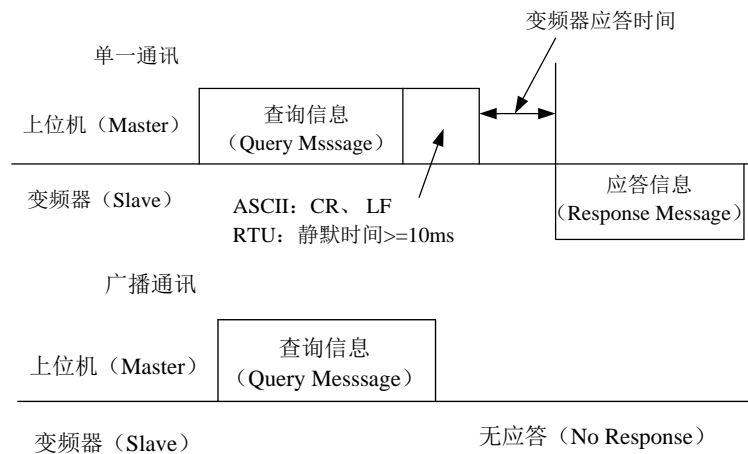 变频器应答时间
单一通讯
上位机（Master）
查询信息
（Query Msssage）
变频器（Slave）
ASCII：CR、LF
RTU：静默时间>=10ms
应答信息
（Response Message）
广播通讯
上位机（Master）
查询信息
（Query Messsage）
变频器（Slave）
无应答（No Response）